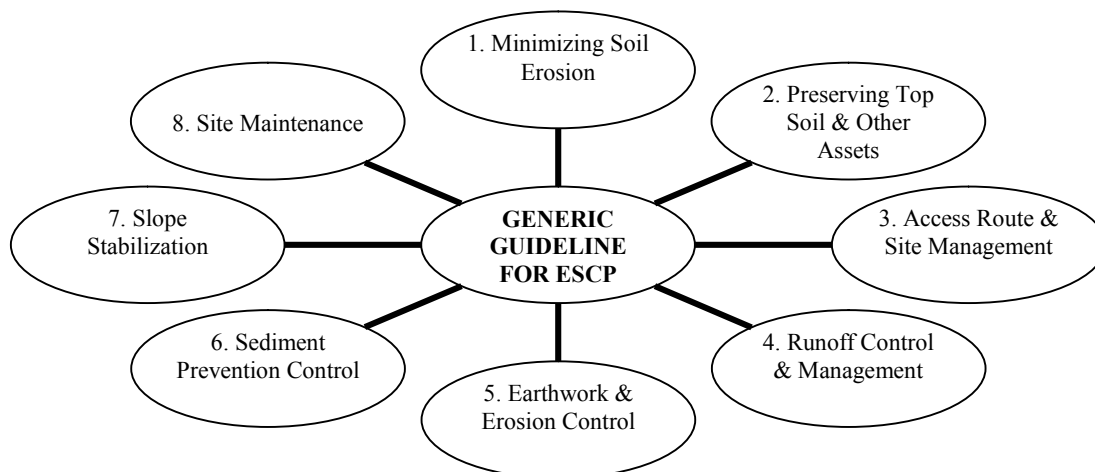 1. Minimizing Soil
Erosion
2. Preserving Top
Soil & Other
Assets
3. Access Route &
Site Management
4. Runoff Control
& Management
5. Earthwork &
Erosion Control
6. Sediment
Prevention Control
7. Slope
Stabilization
8. Site Maintenance
GENERIC
GUIDELINE
FOR ESCP